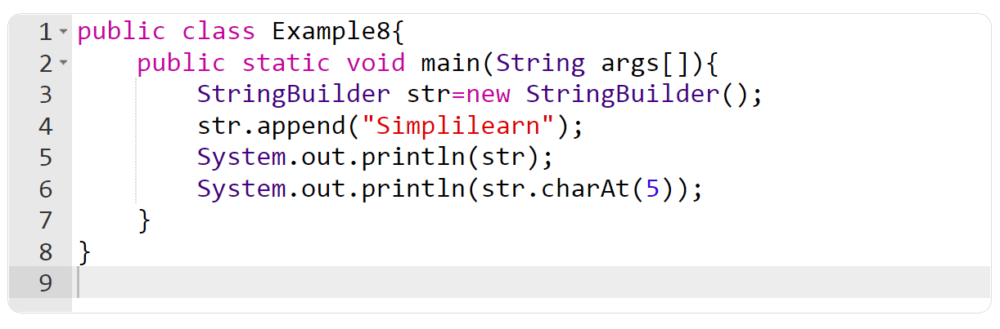 1 public class Example8{
2     public static void main(String args[]){
3         StringBuilder str=new StringBuilder();
4         str.append("Simplilearn");
5         System.out.println(str);
6         System.out.println(str.charAt(5));
7     }
8 }
9